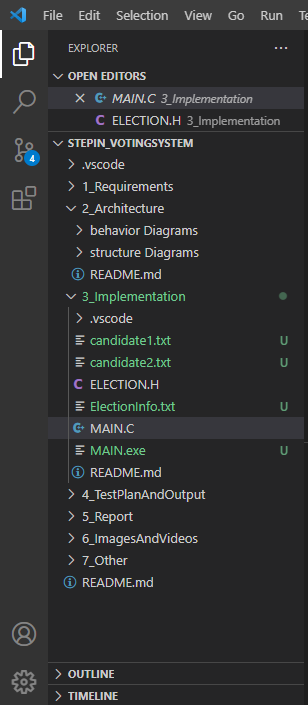 File Edit Selection View Go Run
EXPLORER ...
OPEN EDITORS
MAIN.C 3_Implementation
ELECTION.H 3_Implementation
STEPIN_VOTINGSYSTEM
4
.vscode
1_Requirements
2_Architecture
behavior Diagrams
structure Diagrams
README.md
3_Implementation
.vscode
candidate1.txt U
candidate2.txt U
ELECTION.H
ElectionInfo.txt U
MAIN.C
MAIN.exe U
README.md
4_TestPlanAndOutput
5_Report
6_ImagesAndVideos
7_Other
README.md
OUTLINE
TIMELINE